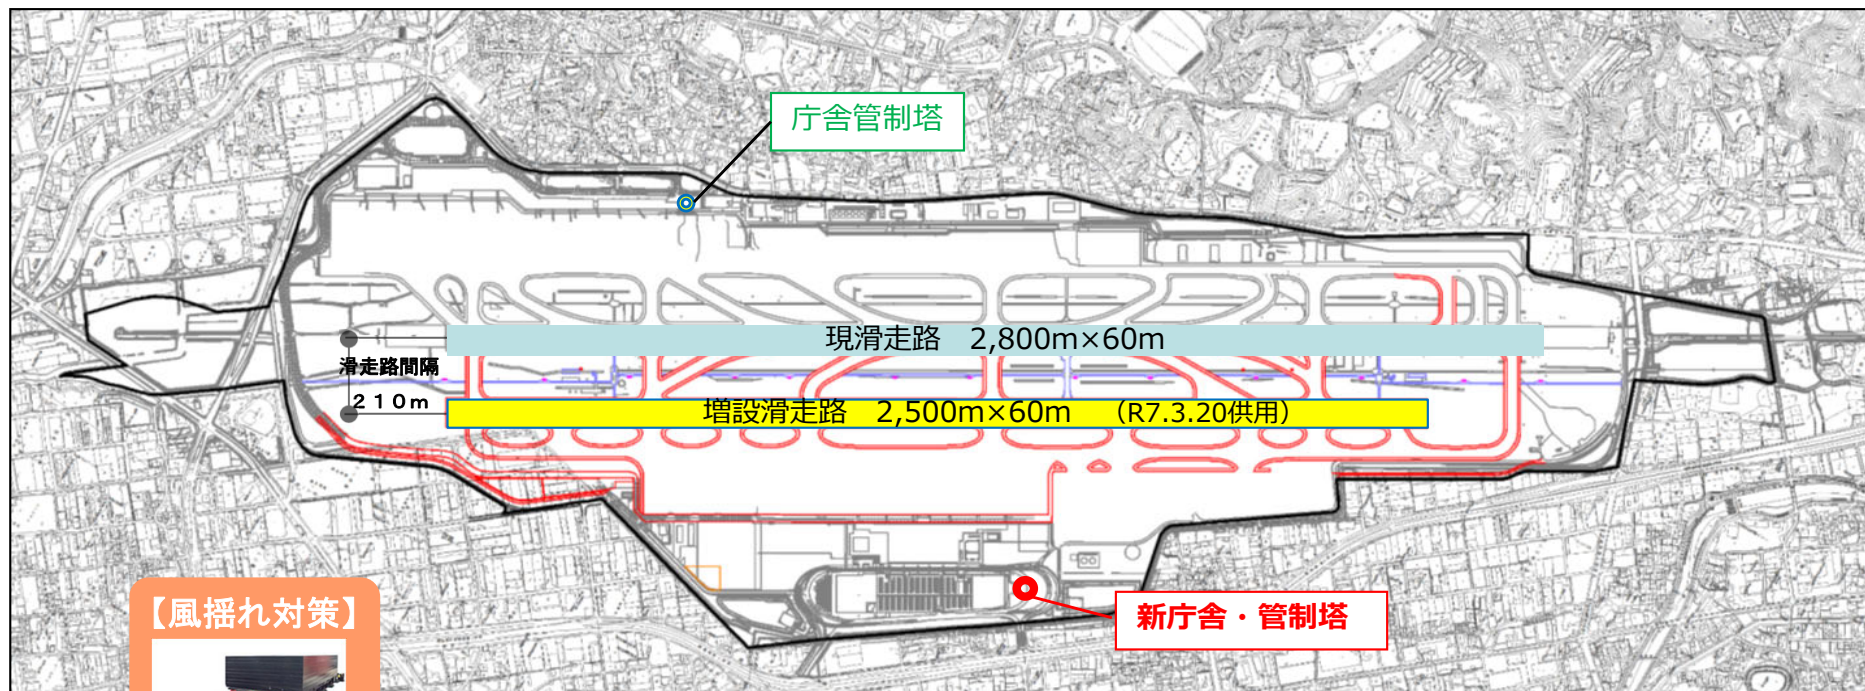 庁舎管制塔
現滑走路 2,800m×60m
滑走路間隔
210m
増設滑走路 2,500m×60m (R7.3.20供用)
【風揺れ対策】
新庁舎・管制塔